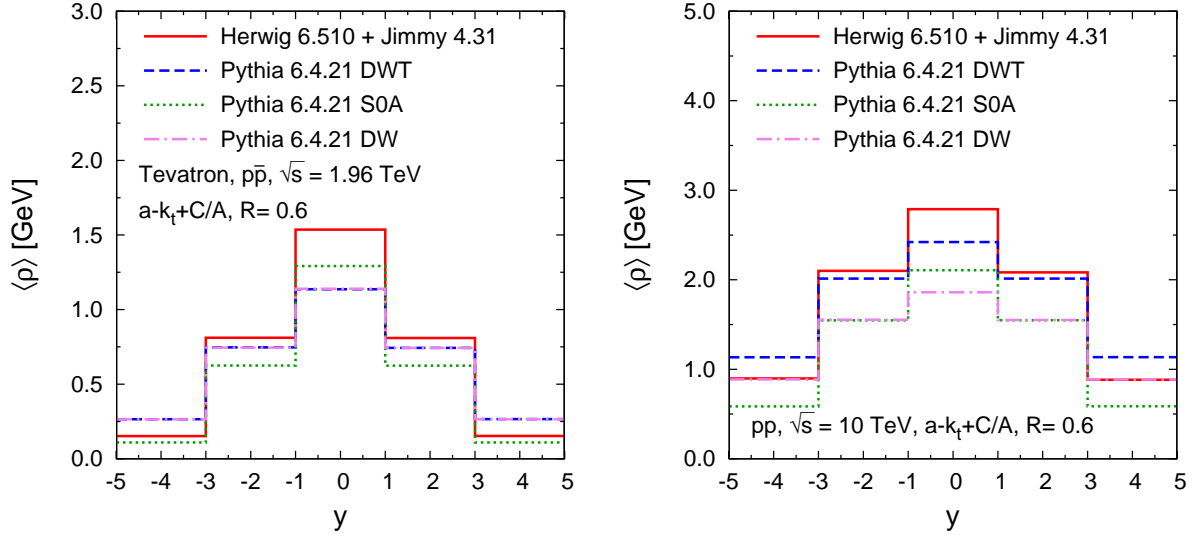 3.0
2.5
2.0
1.5
1.0
0.5
0.0
⟨ρ⟩ [GeV]
Herwig 6.510 + Jimmy 4.31
Pythia 6.4.21 DWT
Pythia 6.4.21 S0A
Pythia 6.4.21 DW
Tevatron, pp̄, √s = 1.96 TeV
a-kt+C/A, R= 0.6
-5 -4 -3 -2 -1 0 1 2 3 4 5
y
5.0
4.0
3.0
2.0
1.0
0.0
⟨ρ⟩ [GeV]
Herwig 6.510 + Jimmy 4.31
Pythia 6.4.21 DWT
Pythia 6.4.21 S0A
Pythia 6.4.21 DW
pp, √s = 10 TeV, a-kt+C/A, R= 0.6
-5 -4 -3 -2 -1 0 1 2 3 4 5
y